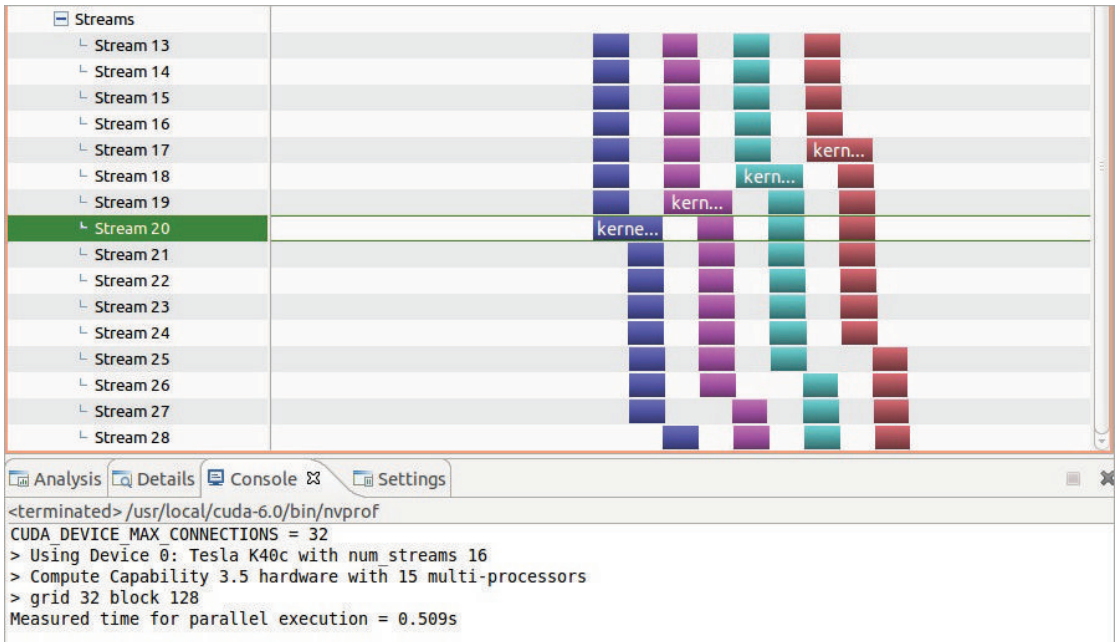 Streams
Stream 13
Stream 14
Stream 15
Stream 16
Stream 17 kern...
Stream 18 kern...
Stream 19 kern...
Stream 20 kerne...
Stream 21
Stream 22
Stream 23
Stream 24
Stream 25
Stream 26
Stream 27
Stream 28
Analysis Details Console Settings
<terminated> /usr/local/cuda-6.0/bin/nvprof
CUDA_DEVICE_MAX_CONNECTIONS = 32
> Using Device 0: Tesla K40c with num_streams 16
> Compute Capability 3.5 hardware with 15 multi-processors
> grid 32 block 128
Measured time for parallel execution = 0.509s